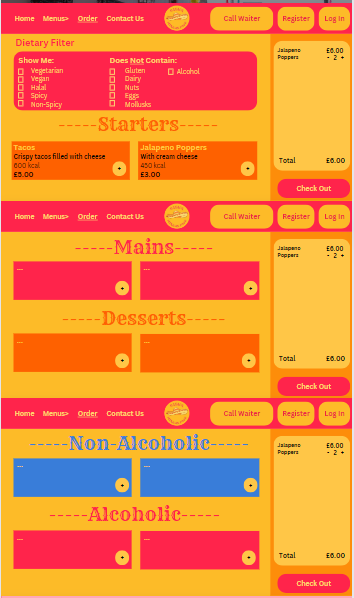 Home Menus> Order Contact Us Call Waiter Register Log In
Dietary Filter
Show Me:
Vegetarian
Vegan
Halal
Spicy
Non-Spicy
Does Not Contain:
Gluten
Dairy
Nuts
Eggs
Mollusks
Alcohol
-----Starters-----
Tacos
Crispy tacos filled with cheese
600 kcal
£5.00
+
Jalapeno Poppers
With cream cheese
450 kcal
£3.00
+
Jalapeno Poppers £6.00
- 2 +
Total £6.00
Check Out
Home Menus> Order Contact Us Call Waiter Register Log In
-----Mains-----
...
+
...
+
-----Desserts-----
...
+
...
+
Jalapeno Poppers £6.00
- 2 +
Total £6.00
Check Out
Home Menus> Order Contact Us Call Waiter Register Log In
-----Non-Alcoholic-----
...
+
...
+
-----Alcoholic-----
...
+
...
+
Jalapeno Poppers £6.00
- 2 +
Total £6.00
Check Out